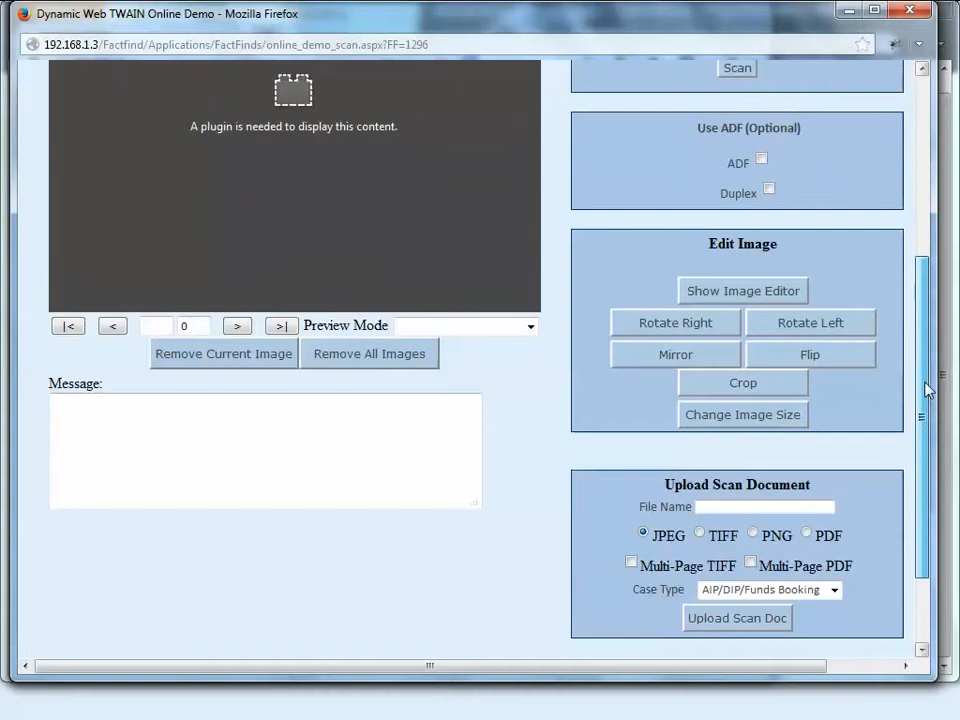 Dynamic Web TWAIN Online Demo - Mozilla Firefox
192.168.1.3/Factfind/Applications/FactFinds/online_demo_scan.aspx?FF=1296
Scan
A plugin is needed to display this content.
Use ADF (Optional)
ADF
Duplex
Edit Image
Show Image Editor
|< < 0 > >| Preview Mode
Rotate Right Rotate Left
Remove Current Image Remove All Images
Mirror Flip
Message:
Crop
Change Image Size
Upload Scan Document
File Name
JPEG TIFF PNG PDF
Multi-Page TIFF Multi-Page PDF
Case Type AIP/DIP/Funds Booking
Upload Scan Doc